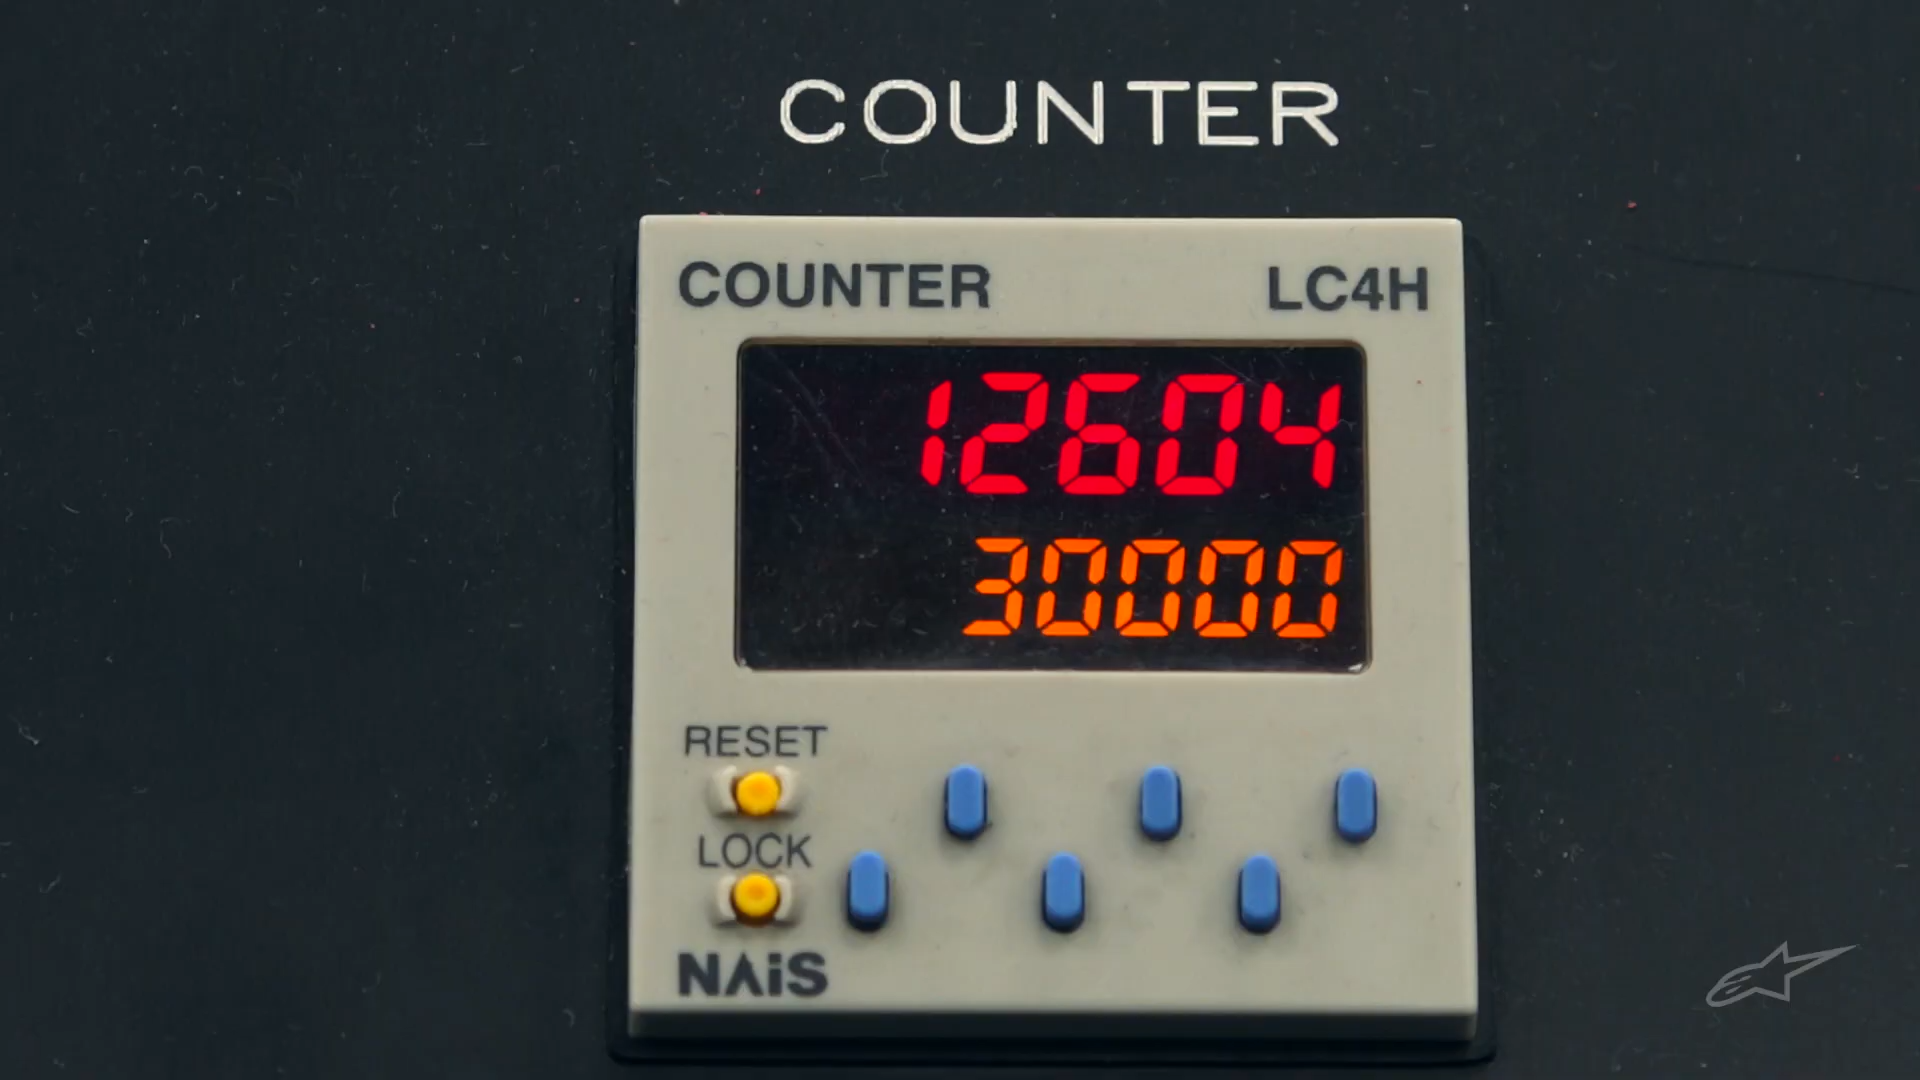 COUNTER
COUNTER LC4H
12604
30000
RESET
LOCK
NAiS